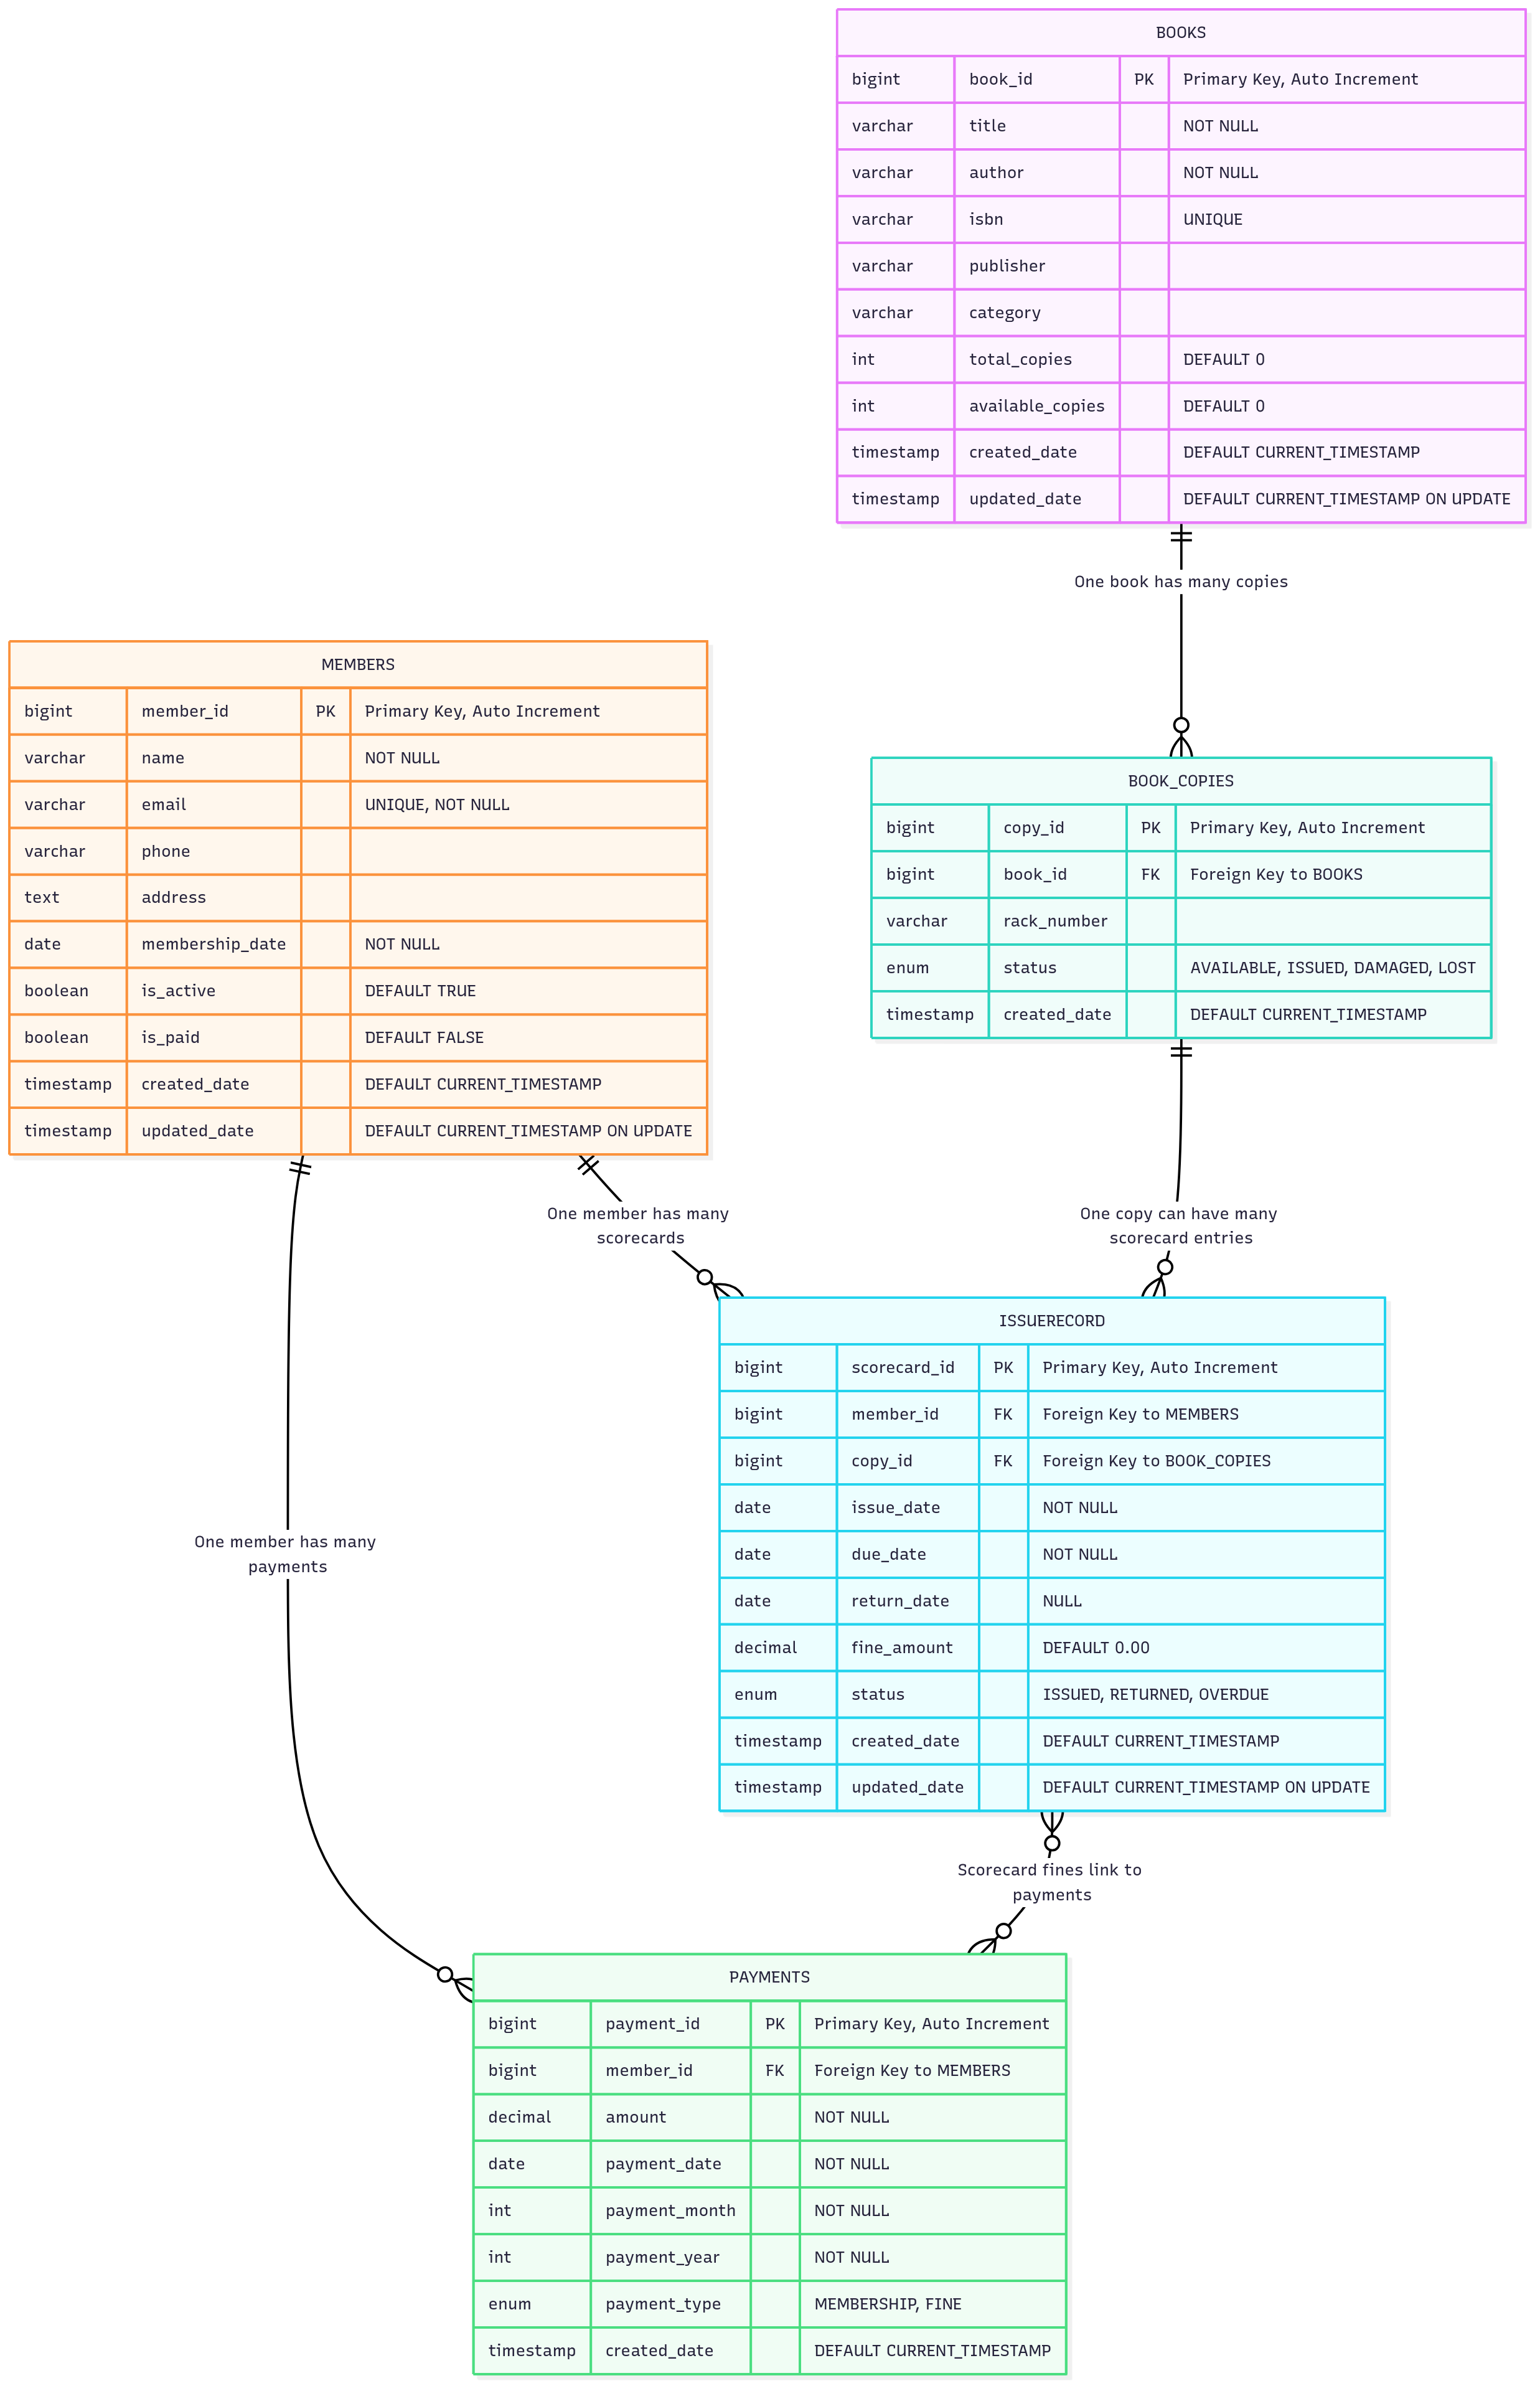 BOOKS
bigint book_id PK Primary Key, Auto Increment
varchar title NOT NULL
varchar author NOT NULL
varchar isbn UNIQUE
varchar publisher
varchar category
int total_copies DEFAULT 0
int available_copies DEFAULT 0
timestamp created_date DEFAULT CURRENT_TIMESTAMP
timestamp updated_date DEFAULT CURRENT_TIMESTAMP ON UPDATE
One book has many copies
MEMBERS
bigint member_id PK Primary Key, Auto Increment
varchar name NOT NULL
varchar email UNIQUE, NOT NULL
varchar phone
text address
date membership_date NOT NULL
boolean is_active DEFAULT TRUE
boolean is_paid DEFAULT FALSE
timestamp created_date DEFAULT CURRENT_TIMESTAMP
timestamp updated_date DEFAULT CURRENT_TIMESTAMP ON UPDATE
BOOK_COPIES
bigint copy_id PK Primary Key, Auto Increment
bigint book_id FK Foreign Key to BOOKS
varchar rack_number
enum status AVAILABLE, ISSUED, DAMAGED, LOST
timestamp created_date DEFAULT CURRENT_TIMESTAMP
One member has many
scorecards
One copy can have many
scorecard entries
ISSUERECORD
bigint scorecard_id PK Primary Key, Auto Increment
bigint member_id FK Foreign Key to MEMBERS
bigint copy_id FK Foreign Key to BOOK_COPIES
date issue_date NOT NULL
date due_date NOT NULL
date return_date NULL
decimal fine_amount DEFAULT 0.00
enum status ISSUED, RETURNED, OVERDUE
timestamp created_date DEFAULT CURRENT_TIMESTAMP
timestamp updated_date DEFAULT CURRENT_TIMESTAMP ON UPDATE
One member has many
payments
Scorecard fines link to
payments
PAYMENTS
bigint payment_id PK Primary Key, Auto Increment
bigint member_id FK Foreign Key to MEMBERS
decimal amount NOT NULL
date payment_date NOT NULL
int payment_month NOT NULL
int payment_year NOT NULL
enum payment_type MEMBERSHIP, FINE
timestamp created_date DEFAULT CURRENT_TIMESTAMP